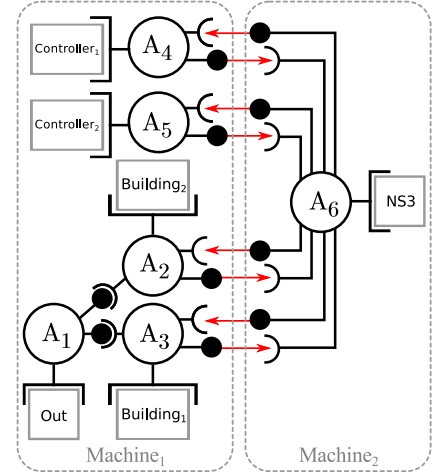 Controller₁
A₄
Controller₂
A₅
Building₂
A₆
NS3
A₂
A₁
A₃
Out
Building₁
Machine₁
Machine₂